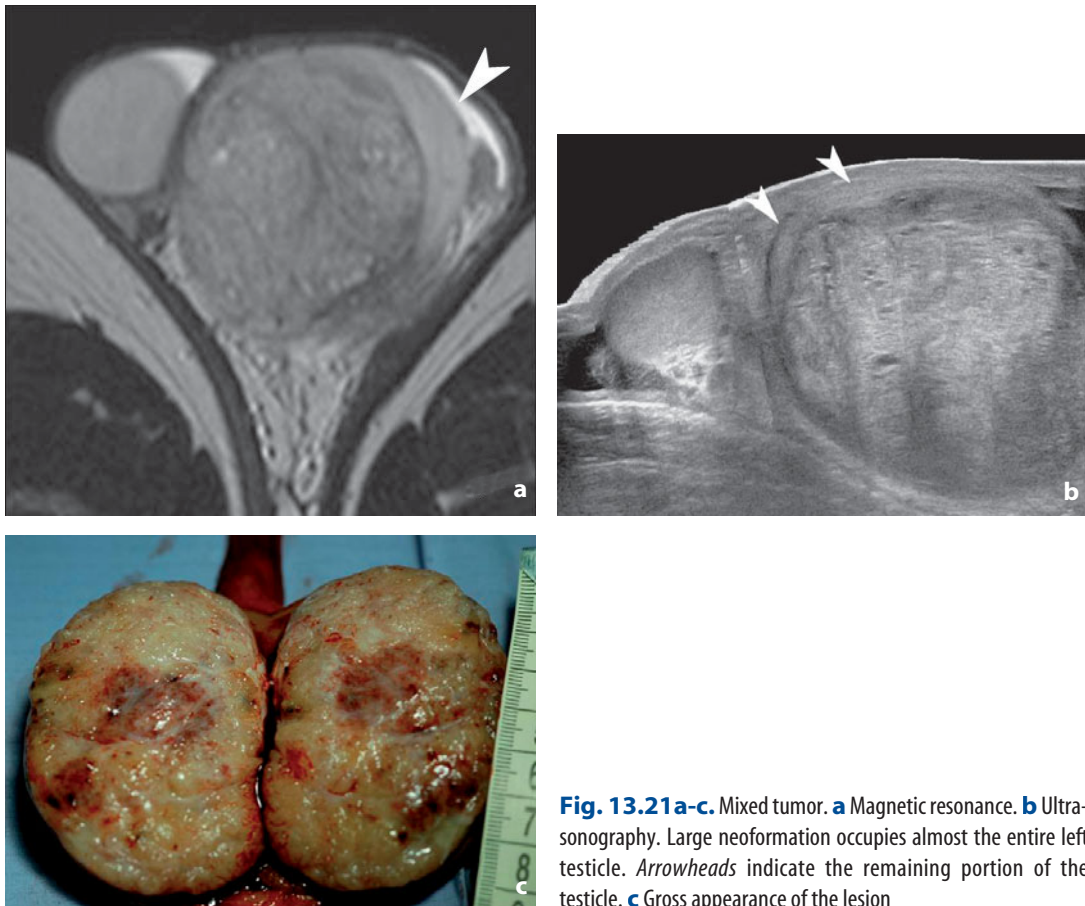 a
b
5
6
7
8
c
Fig. 13.21a-c. Mixed tumor. a Magnetic resonance. b Ultra-
sonography. Large neoformation occupies almost the entire left
testicle. Arrowheads indicate the remaining portion of the
testicle. c Gross appearance of the lesion